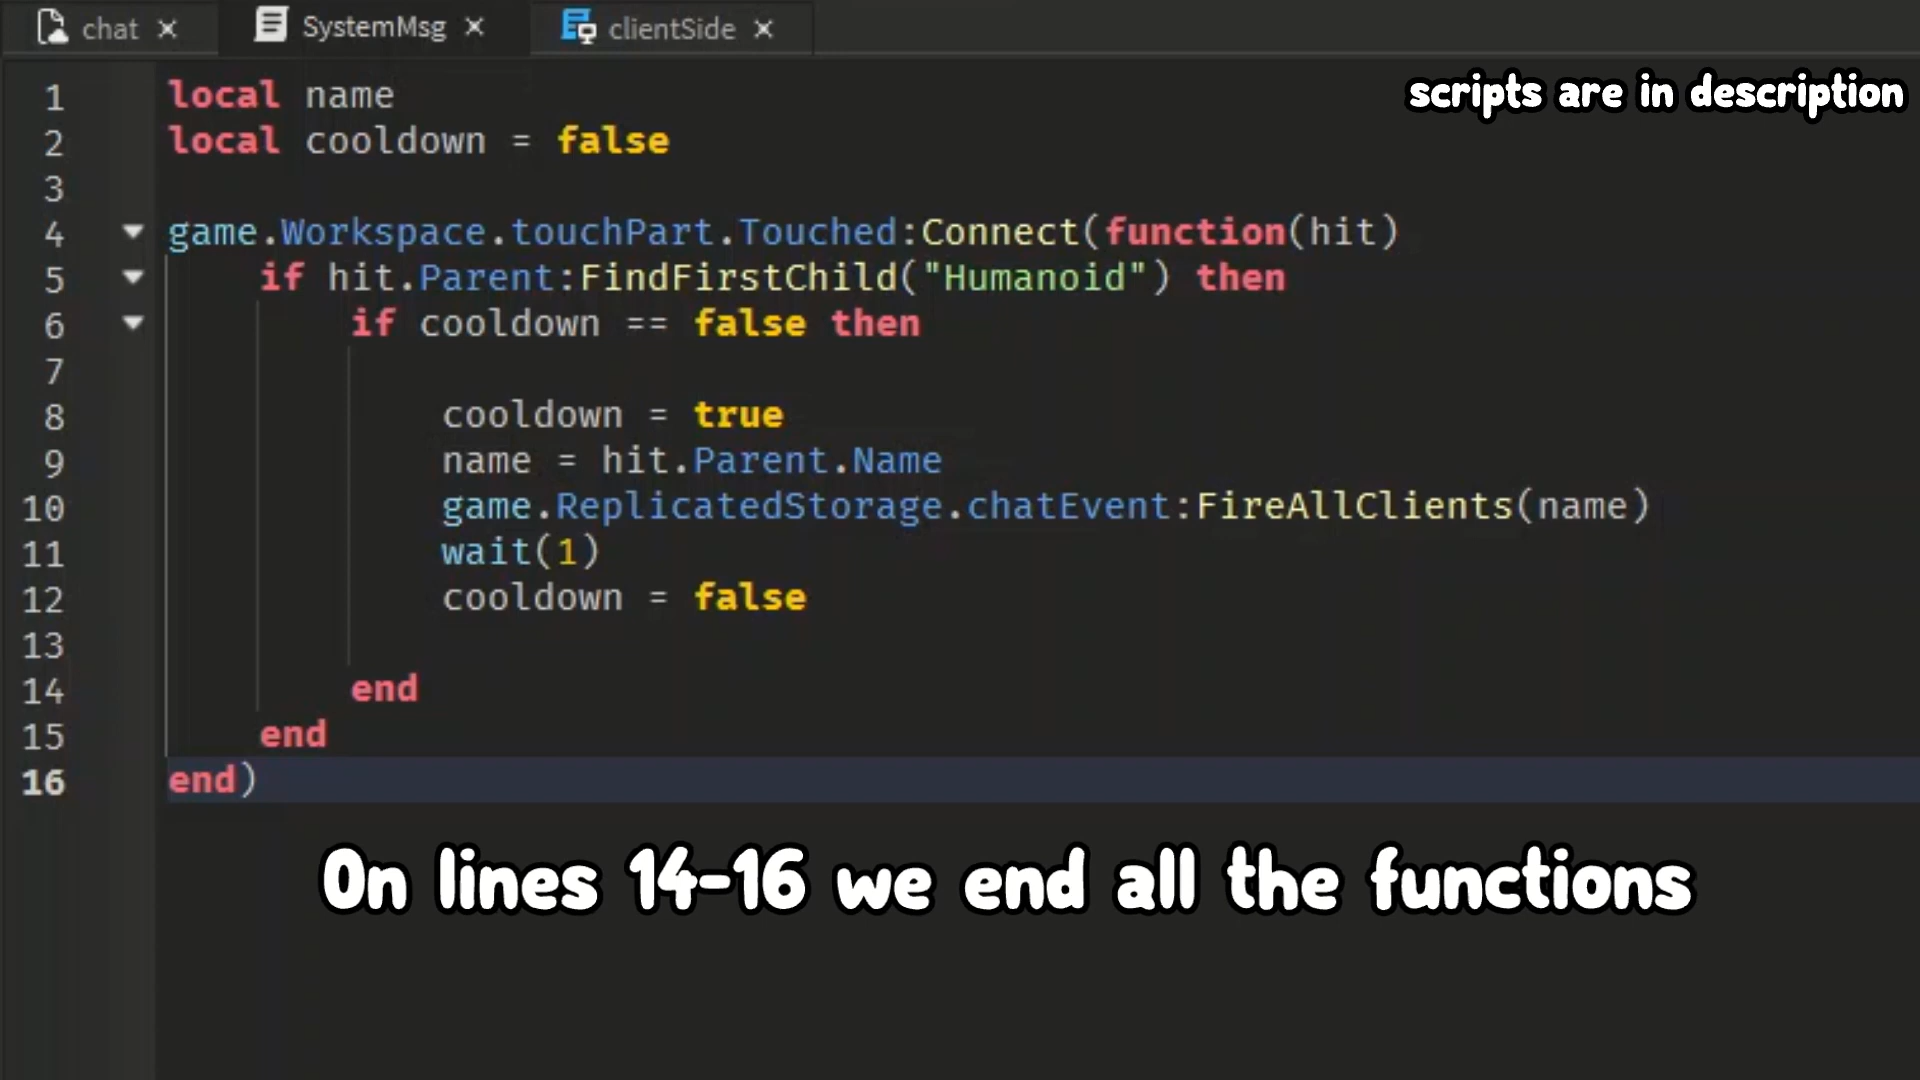 chat × SystemMsg × clientSide ×
scripts are in description
1 local name
2 local cooldown = false
3
4 game.Workspace.touchPart.Touched:Connect(function(hit)
5 if hit.Parent:FindFirstChild("Humanoid") then
6 if cooldown == false then
7
8 cooldown = true
9 name = hit.Parent.Name
10 game.ReplicatedStorage.chatEvent:FireAllClients(name)
11 wait(1)
12 cooldown = false
13
14 end
15 end
16 end)
On lines 14-16 we end all the functions